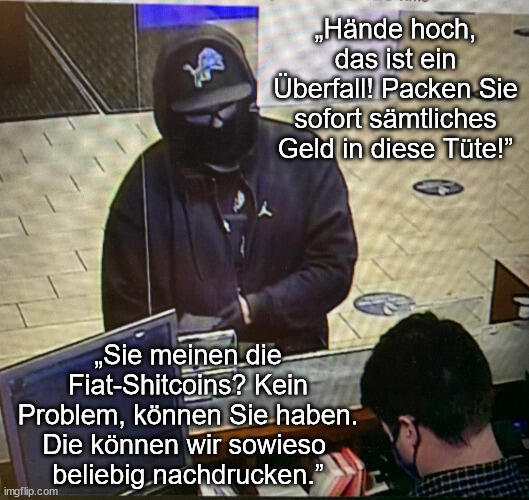 „Hände hoch,
das ist ein
Überfall! Packen Sie
sofort sämtliches
Geld in diese Tüte!”
„Sie meinen die
Fiat-Shitcoins? Kein
Problem, können Sie haben.
Die können wir sowieso
beliebig nachdrucken.”
imgflip.com